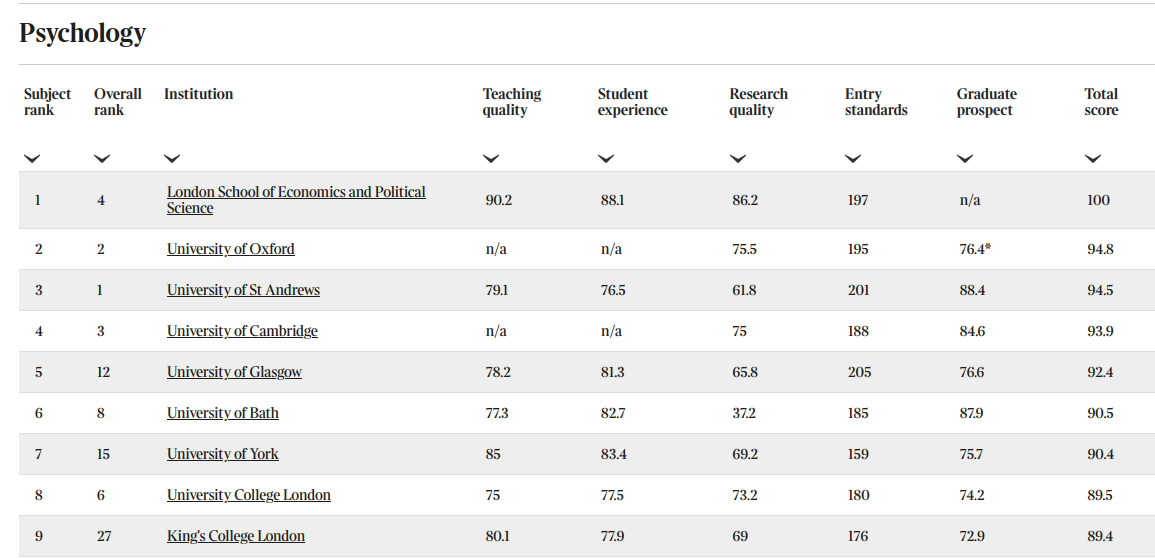 Psychology
Subject rank Overall rank Institution Teaching quality Student experience Research quality Entry standards Graduate prospect Total score
1 4 London School of Economics and Political Science 90.2 88.1 86.2 197 n/a 100
2 2 University of Oxford n/a n/a 75.5 195 76.4* 94.8
3 1 University of St Andrews 79.1 76.5 61.8 201 88.4 94.5
4 3 University of Cambridge n/a n/a 75 188 84.6 93.9
5 12 University of Glasgow 78.2 81.3 65.8 205 76.6 92.4
6 8 University of Bath 77.3 82.7 37.2 185 87.9 90.5
7 15 University of York 85 83.4 69.2 159 75.7 90.4
8 6 University College London 75 77.5 73.2 180 74.2 89.5
9 27 King's College London 80.1 77.9 69 176 72.9 89.4